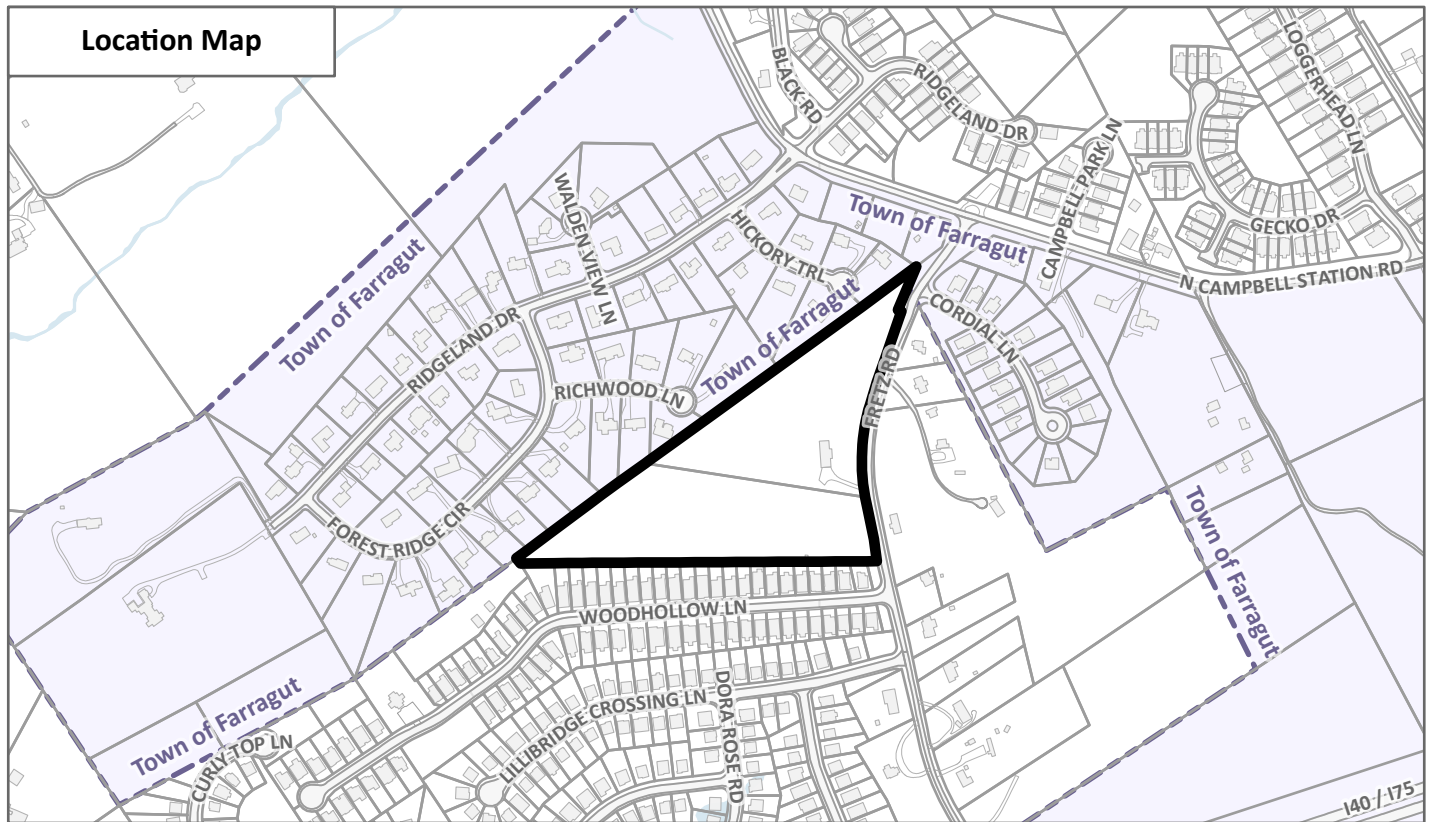 Location Map
BLACK RD
RIDGELAND DR
LOGGERHEAD LN
CAMPBELL PARK LN
WALDEN VIEW LN
HICKORY TRL
Town of Farragut
GECKO DR
Town of Farragut
N CAMPBELL STATION RD
Town of Farragut
CORDIAL LN
RIDGELAND DR
RICHWOOD LN
FRETZ RD
FOREST RIDGE CIR
Town of Farragut
WOODHOLLOW LN
Town of Farragut
CURLY TOP LN
LILLIBRIDGE CROSSING LN
DORA ROSE RD
I40 / I75